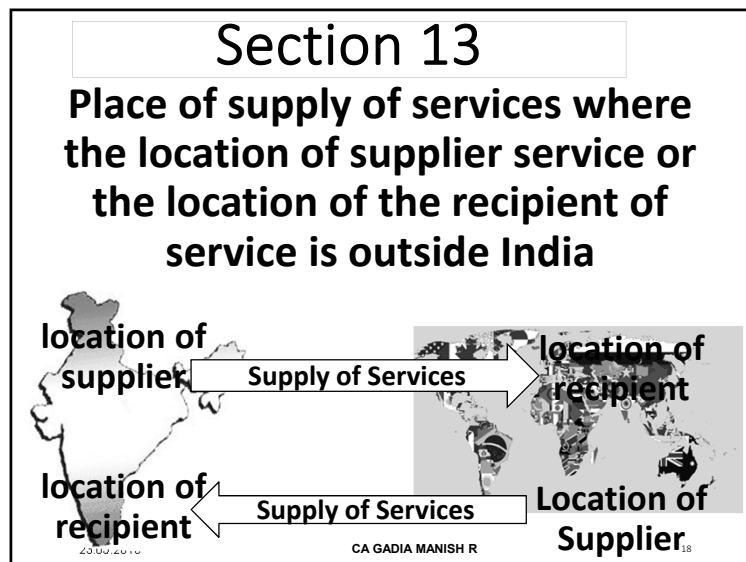 Section 13
Place of supply of services where
the location of supplier service or
the location of the recipient of
service is outside India
location of
supplier
Supply of Services
location of
recipient
location of
recipient
Supply of Services
Location of
Supplier
CA GADIA MANISH R
18